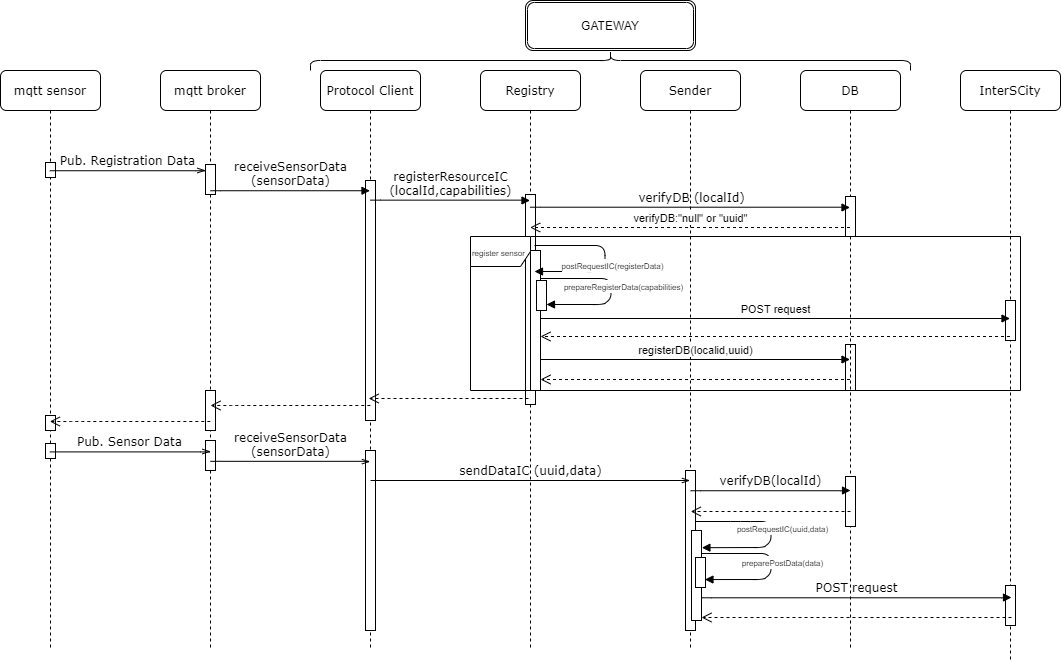 GATEWAY
mqtt sensor
mqtt broker
Protocol Client
Registry
Sender
DB
InterSCity
Pub. Registration Data
receiveSensorData
(sensorData)
registerResourceIC
(localId,capabilities)
verifyDB (localId)
verifyDB:"null" or "uuid"
register sensor
postRequestIC(registerData)
prepareRegisterData(capabilities)
POST request
registerDB(localid,uuid)
Pub. Sensor Data
receiveSensorData
(sensorData)
sendDataIC (uuid,data)
verifyDB(localId)
postRequestIC(uuid,data)
preparePostData(data)
POST request